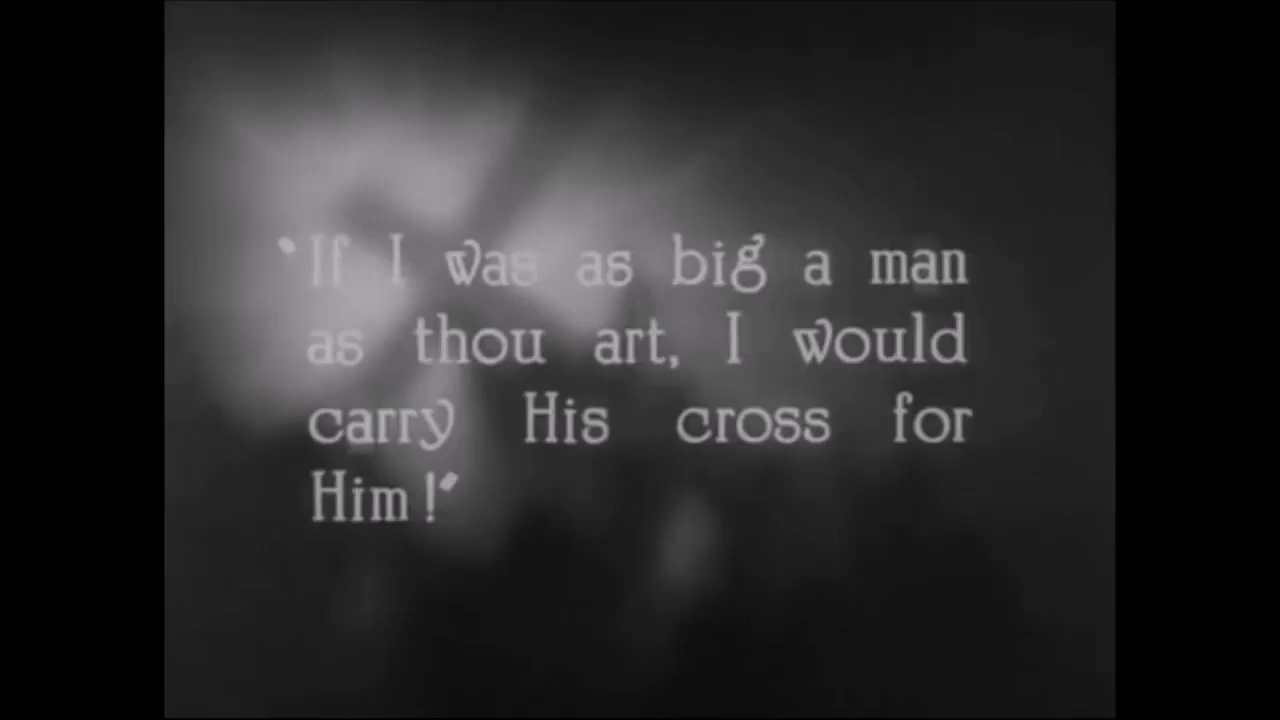 "If I was as big a man
as thou art, I would
carry His cross for
Him!"